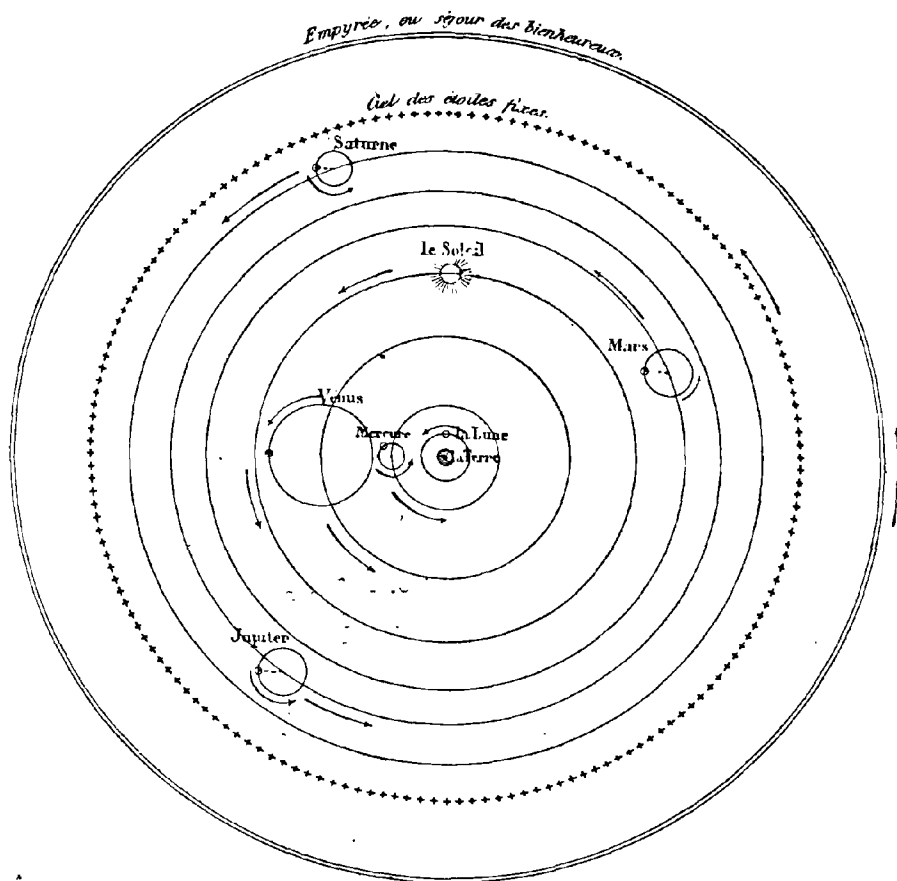 Empyrée, ou séjour des bienheureux.
Ciel des étoiles fixes.
Saturne
le Soleil
Mars
Vénus
Mercure
la Lune
la Terre
Jupiter